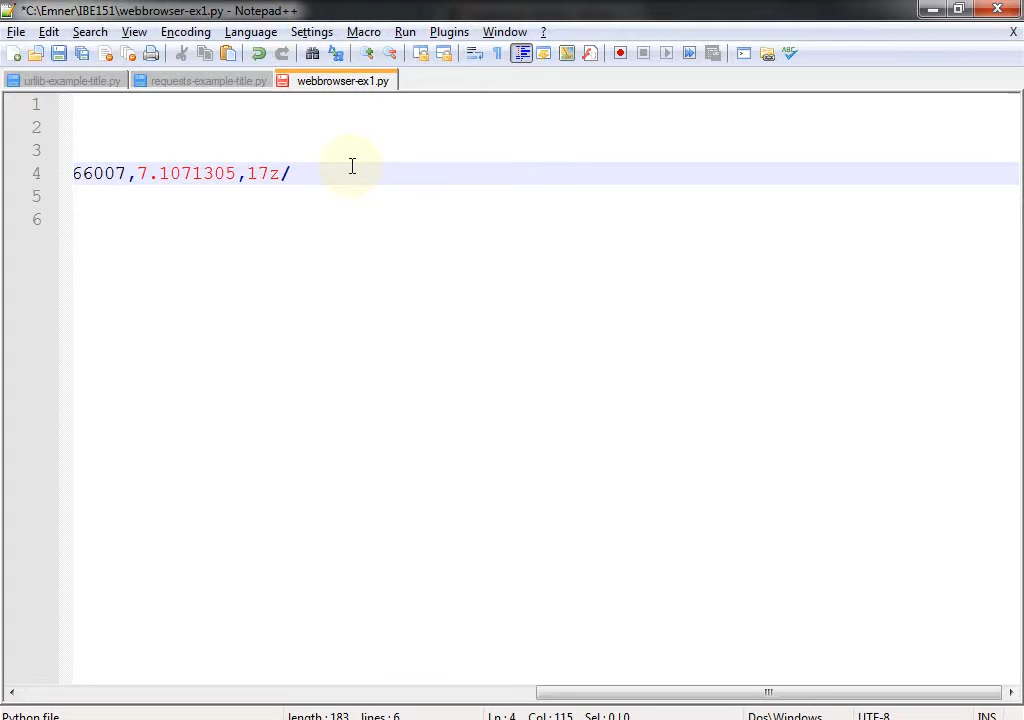 *C:\Emner\IBE151\webbrowser-ex1.py - Notepad++
File Edit Search View Encoding Language Settings Macro Run Plugins Window ? X
urllib-example-title.py requests-example-title.py webbrowser-ex1.py
1
2
3
4 66007,7.1071305,17z/
5
6
Python file length : 183 lines : 6 Ln : 4 Col : 115 Sel : 0 | 0 Dos\Windows UTF-8 INS